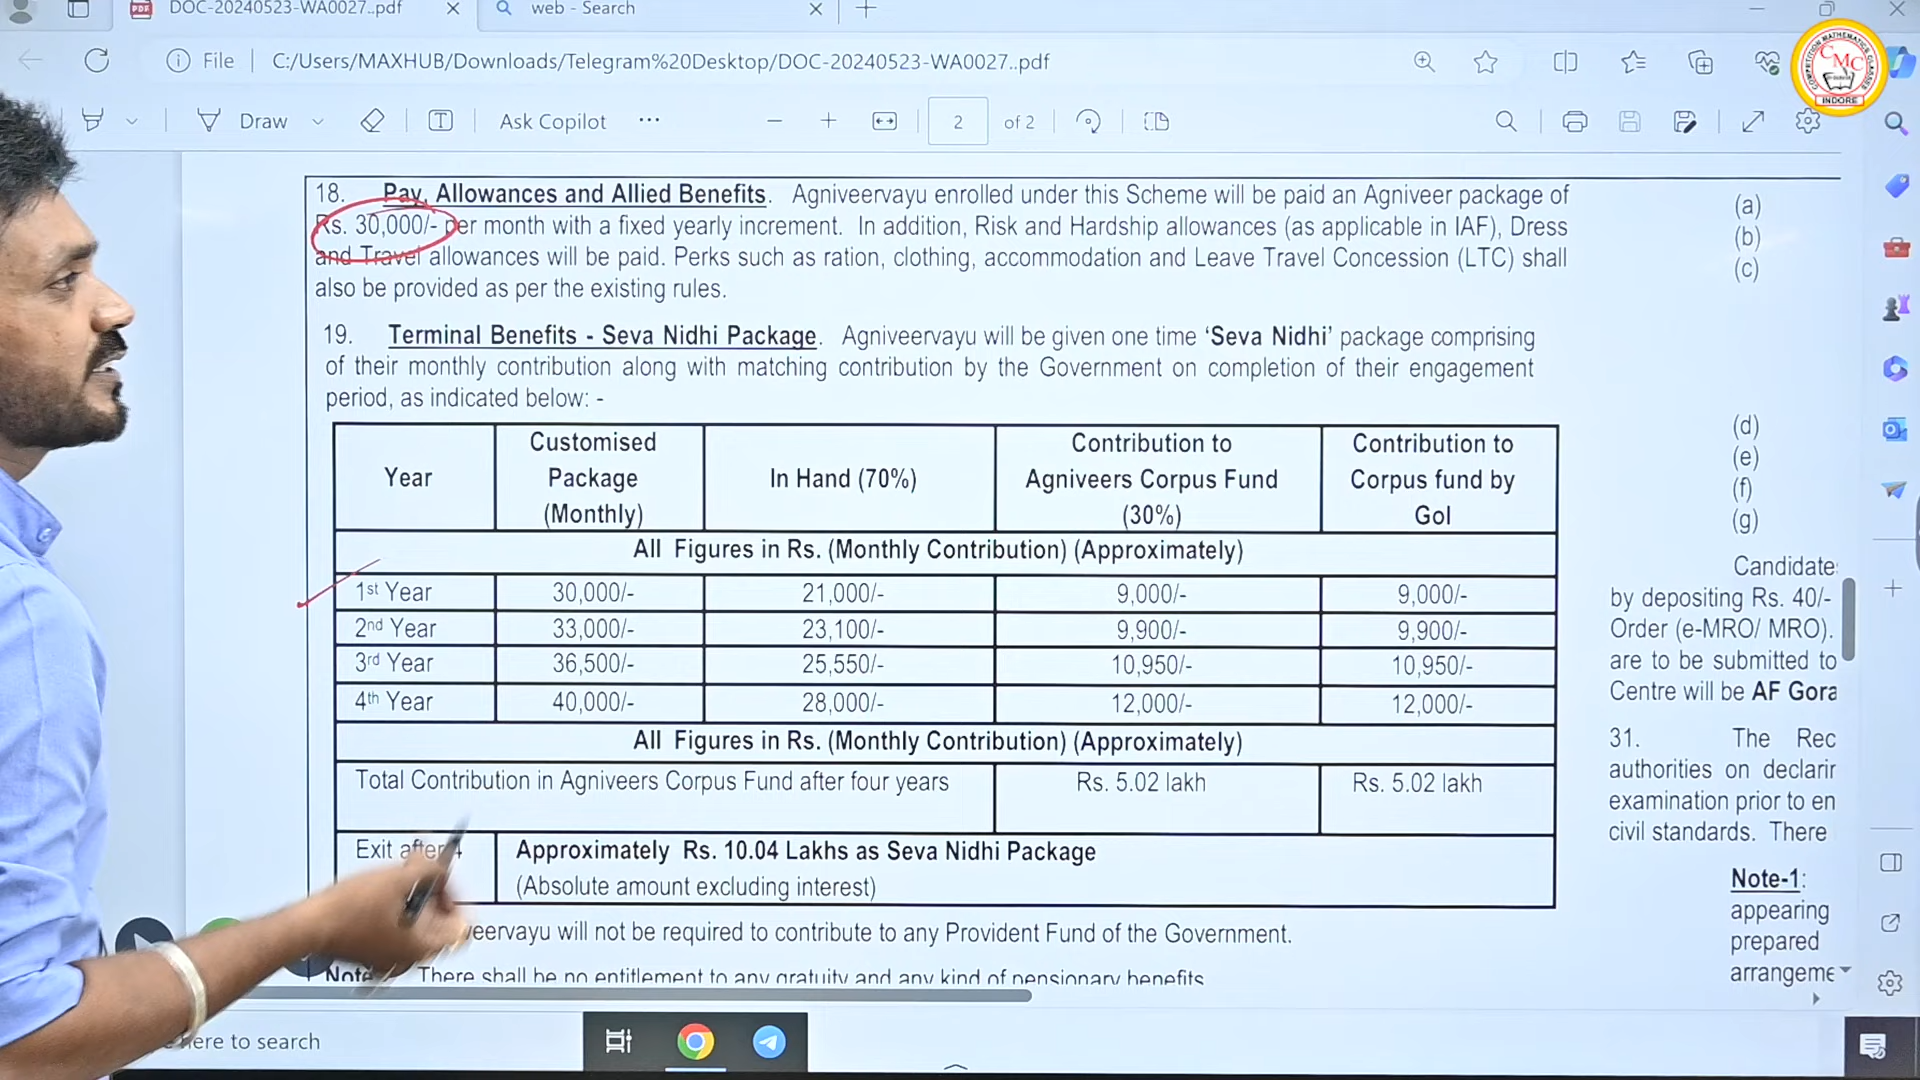 DOC-20240523-WA0027..pdf
web - Search
File
C:/Users/MAXHUB/Downloads/Telegram%20Desktop/DOC-20240523-WA0027..pdf
Draw
Ask Copilot
2
of 2
CMC
COMPETITION MATHEMATICS CLASSES
INDORE
18. Pay, Allowances and Allied Benefits. Agniveervayu enrolled under this Scheme will be paid an Agniveer package of
Rs. 30,000/- per month with a fixed yearly increment. In addition, Risk and Hardship allowances (as applicable in IAF), Dress
and Travel allowances will be paid. Perks such as ration, clothing, accommodation and Leave Travel Concession (LTC) shall
also be provided as per the existing rules.
19. Terminal Benefits - Seva Nidhi Package. Agniveervayu will be given one time ‘Seva Nidhi’ package comprising
of their monthly contribution along with matching contribution by the Government on completion of their engagement
period, as indicated below: -
Year
Customised
Package
(Monthly)
In Hand (70%)
Contribution to
Agniveers Corpus Fund
(30%)
Contribution to
Corpus fund by
GoI
All Figures in Rs. (Monthly Contribution) (Approximately)
1st Year 30,000/- 21,000/- 9,000/- 9,000/-
2nd Year 33,000/- 23,100/- 9,900/- 9,900/-
3rd Year 36,500/- 25,550/- 10,950/- 10,950/-
4th Year 40,000/- 28,000/- 12,000/- 12,000/-
All Figures in Rs. (Monthly Contribution) (Approximately)
Total Contribution in Agniveers Corpus Fund after four years Rs. 5.02 lakh Rs. 5.02 lakh
Exit after 4
Approximately Rs. 10.04 Lakhs as Seva Nidhi Package
(Absolute amount excluding interest)
veervayu will not be required to contribute to any Provident Fund of the Government.
Note There shall be no entitlement to any gratuity and any kind of pensionary benefits
(a)
(b)
(c)
(d)
(e)
(f)
(g)
Candidate
by depositing Rs. 40/-
Order (e-MRO/ MRO).
are to be submitted to
Centre will be AF Gora
31. The Rec
authorities on declarin
examination prior to en
civil standards. There
Note-1:
appearing
prepared
arrangeme
here to search